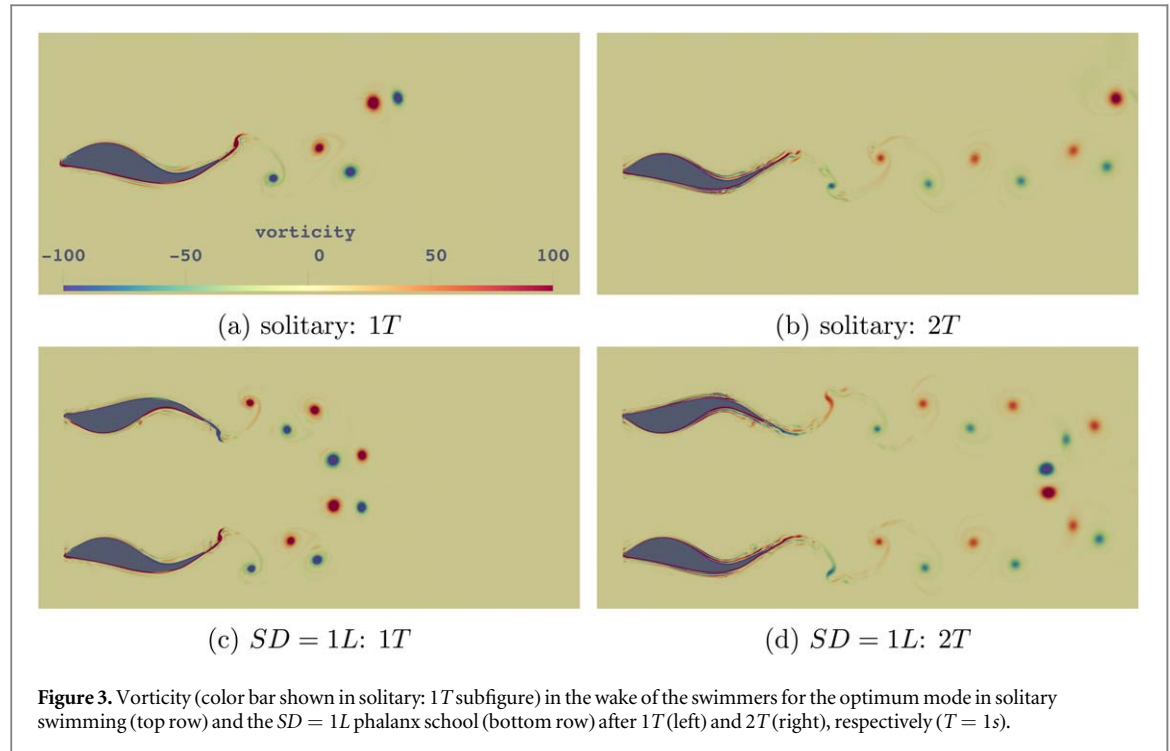 vorticity
-100 -50 0 50 100
(a) solitary: 1T
(b) solitary: 2T
(c) SD = 1L: 1T
(d) SD = 1L: 2T
Figure 3. Vorticity (color bar shown in solitary: 1T subfigure) in the wake of the swimmers for the optimum mode in solitary
swimming (top row) and the SD = 1L phalanx school (bottom row) after 1T (left) and 2T (right), respectively (T = 1s).